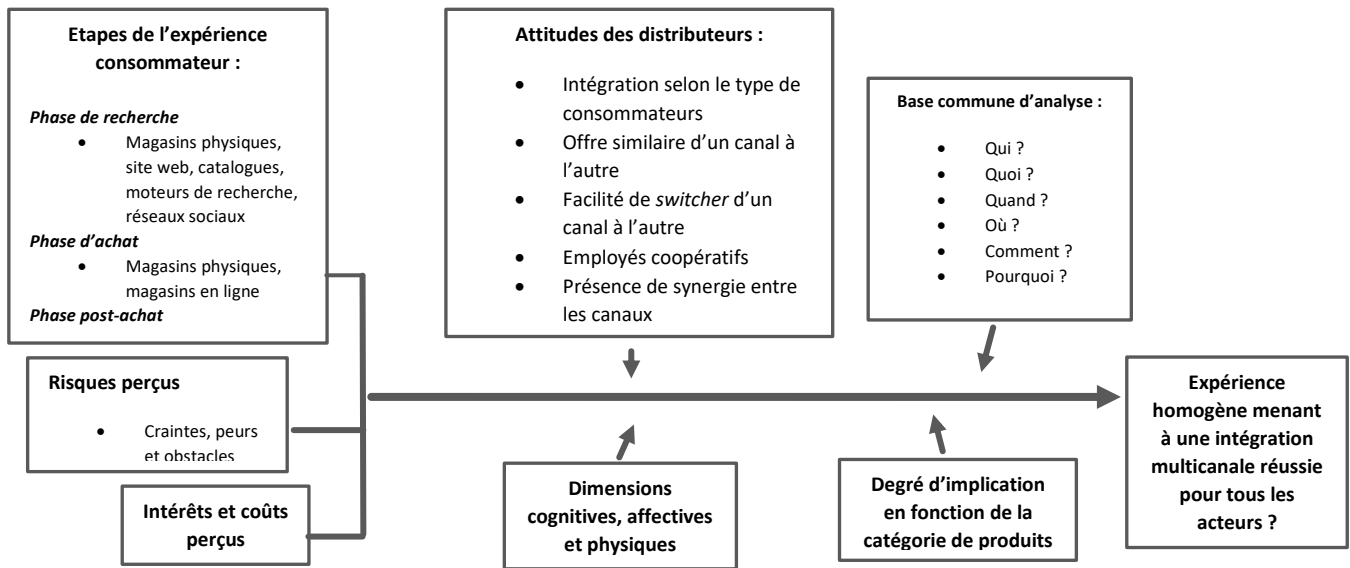 Etapes de l'expérience
consommateur :
Phase de recherche
• Magasins physiques,
site web, catalogues,
moteurs de recherche,
réseaux sociaux
Phase d'achat
• Magasins physiques,
magasins en ligne
Phase post-achat
Risques perçus
• Craintes, peurs
et obstacles
Intérêts et coûts
perçus
Attitudes des distributeurs :
• Intégration selon le type de
consommateurs
• Offre similaire d'un canal à
l'autre
• Facilité de switcher d'un
canal à l'autre
• Employés coopératifs
• Présence de synergie entre
les canaux
Base commune d'analyse :
• Qui ?
• Quoi ?
• Quand ?
• Où ?
• Comment ?
• Pourquoi ?
Dimensions
cognitives, affectives
et physiques
Degré d'implication
en fonction de la
catégorie de produits
Expérience
homogène menant
à une intégration
multicanale réussie
pour tous les
acteurs ?